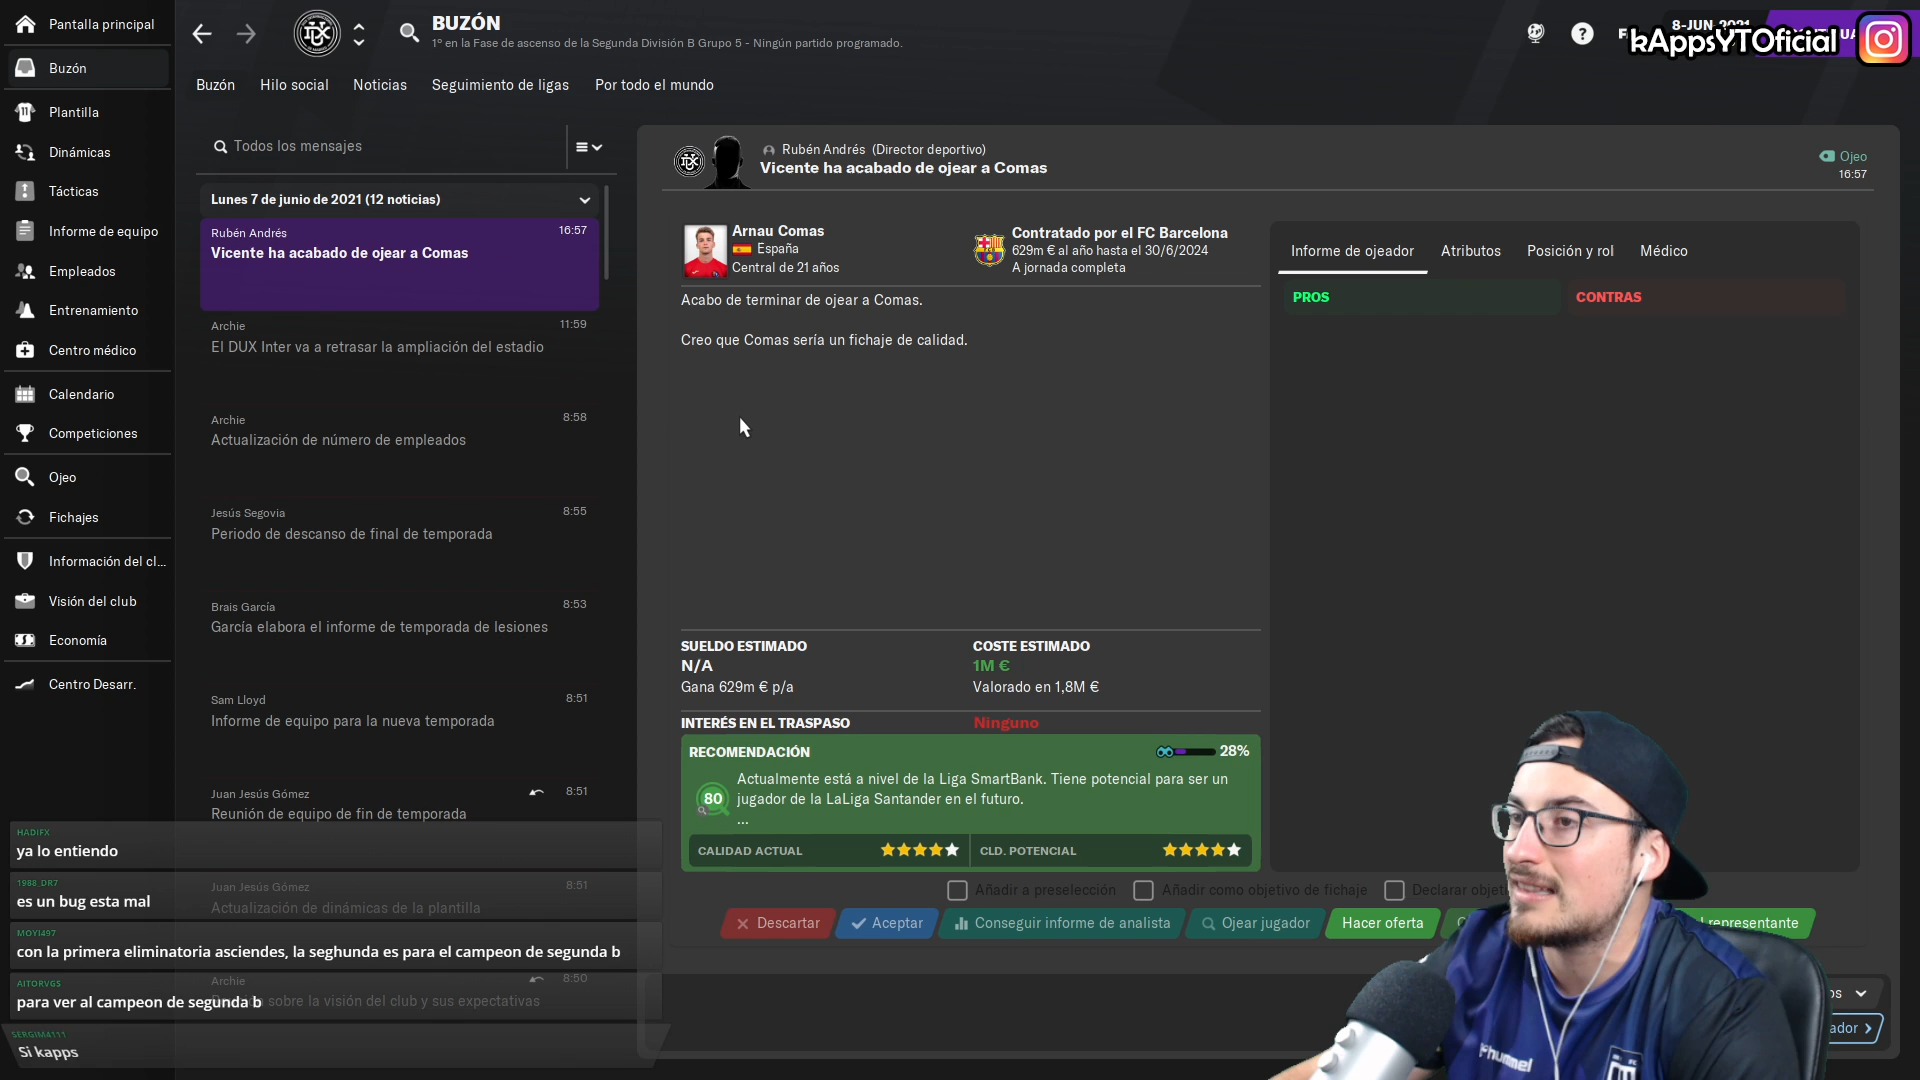 Pantalla principal
Buzón
Plantilla
Dinámicas
Tácticas
Informe de equipo
Empleados
Entrenamiento
Centro médico
Calendario
Competiciones
Ojeo
Fichajes
Información del cl...
Visión del club
Economía
Centro Desarr.
BUZÓN
1º en la Fase de ascenso de la Segunda División B Grupo 5 - Ningún partido programado.
8-JUN-2021
kAppsYTOficial
Buzón
Hilo social
Noticias
Seguimiento de ligas
Por todo el mundo
Todos los mensajes
Lunes 7 de junio de 2021 (12 noticias)
Rubén Andrés 16:57
Vicente ha acabado de ojear a Comas
Archie 11:59
El DUX Inter va a retrasar la ampliación del estadio
Archie 8:58
Actualización de número de empleados
Jesús Segovia 8:55
Periodo de descanso de final de temporada
Brais García 8:53
García elabora el informe de temporada de lesiones
Sam Lloyd 8:51
Informe de equipo para la nueva temporada
Juan Jesús Gómez 8:51
Reunión de equipo de fin de temporada
Juan Jesús Gómez 8:51
Actualización de dinámicas de la plantilla
Archie 8:50
sobre la visión del club y sus expectativas
HADIFX
ya lo entiendo
1988_DR7
es un bug esta mal
MOYI497
con la primera eliminatoria asciendes, la seghunda es para el campeon de segunda b
AITORVGS
para ver al campeon de segunda b
SERGIMA111
Si kapps
Rubén Andrés (Director deportivo)
Vicente ha acabado de ojear a Comas
Ojeo
16:57
Arnau Comas
España
Central de 21 años
Contratado por el FC Barcelona
629m € al año hasta el 30/6/2024
A jornada completa
Acabo de terminar de ojear a Comas.
Creo que Comas sería un fichaje de calidad.
SUELDO ESTIMADO
N/A
Gana 629m € p/a
COSTE ESTIMADO
1M €
Valorado en 1,8M €
INTERÉS EN EL TRASPASO Ninguno
RECOMENDACIÓN 28%
80
Actualmente está a nivel de la Liga SmartBank. Tiene potencial para ser un
jugador de la LaLiga Santander en el futuro.
...
CALIDAD ACTUAL
CLD. POTENCIAL
Informe de ojeador
Atributos
Posición y rol
Médico
PROS
CONTRAS
Añadir a preselección
Añadir como objetivo de fichaje
Declarar
Descartar
Aceptar
Conseguir informe de analista
Ojear jugador
Hacer oferta
representante
hummel